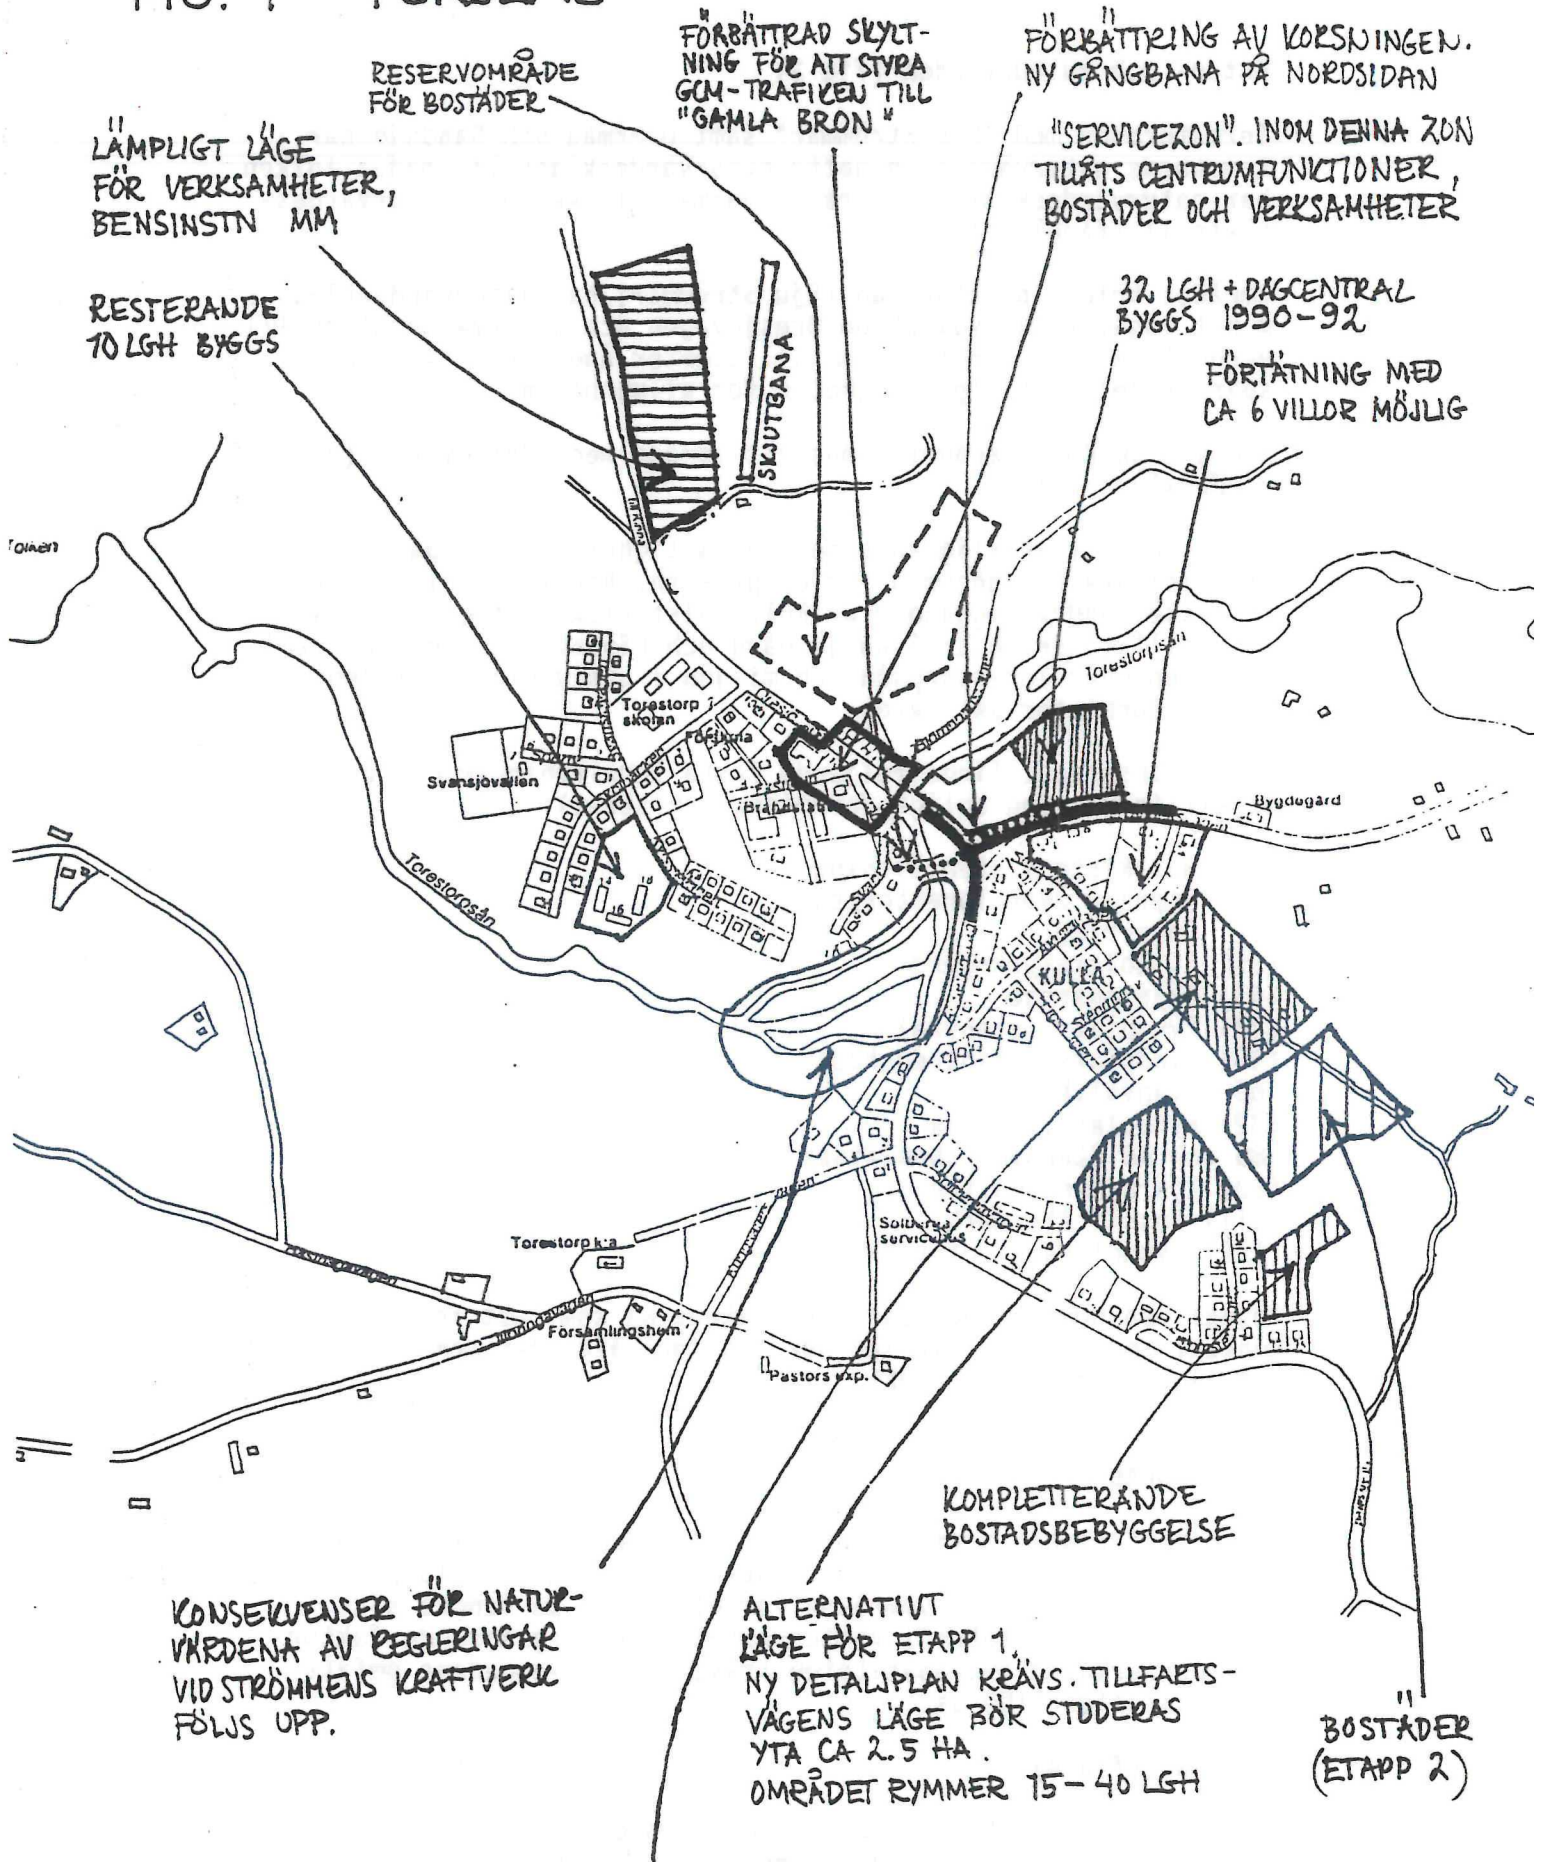 RESERVOMRÅDE
FÖR BOSTÄDER
FÖRBÄTTRAD SKYLT-
NING FÖR ATT STYRA
GCM-TRAFIKEN TILL
"GAMLA BRON"
FÖRBÄTTRING AV KORSNINGEN.
NY GÅNGBANA PÅ NORDSIDAN
LÄMPLIGT LÄGE
FÖR VERKSAMHETER,
BENSINSTN MM
"SERVICEZON". INOM DENNA ZON
TILLÅTS CENTRUMFUNKTIONER,
BOSTÄDER OCH VERKSAMHETER
RESTERANDE
10 LGH BYGGS
32 LGH + DAGCENTRAL
BYGGS 1990-92
FÖRTÄTNING MED
CA 6 VILLOR MÖJLIG
SKJUTBANA
Torestorpsån
Torestorp
skolan
Förskola
Svansjövallen
Bygdegård
Torestorpsån
KULLA
Torestorp k:a
Solberga
servicehus
Församlingshem
Pastors exp.
KOMPLETTERANDE
BOSTADSBEBYGGELSE
KONSEKVENSER FÖR NATUR-
VÄRDENA AV REGLERINGAR
VID STRÖMMENS KRAFTVERK
FÖLJS UPP.
ALTERNATIVT
LÄGE FÖR ETAPP 1.
NY DETALJPLAN KRÄVS. TILLFARTS-
VÄGENS LÄGE BÖR STUDERAS
YTA CA 2.5 HA.
OMRÅDET RYMMER 15-40 LGH
BOSTÄDER
(ETAPP 2)